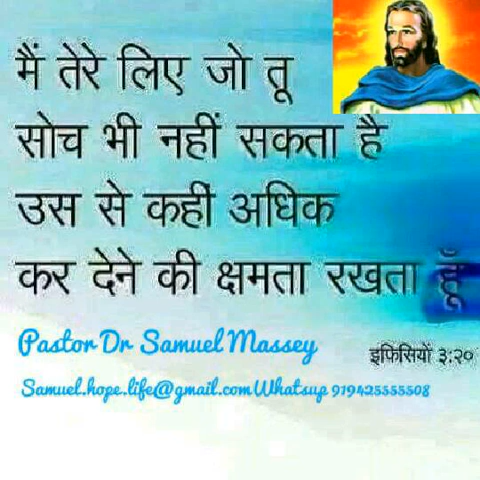 मैं तेरे लिए जो तू
सोच भी नहीं सकता है
उस से कहीं अधिक
कर देने की क्षमता रखता हूँ
Pastor Dr Samuel Massey
इफिसियों ३:२०
Samuel.hope.life@gmail.com Whatsup 919425555508